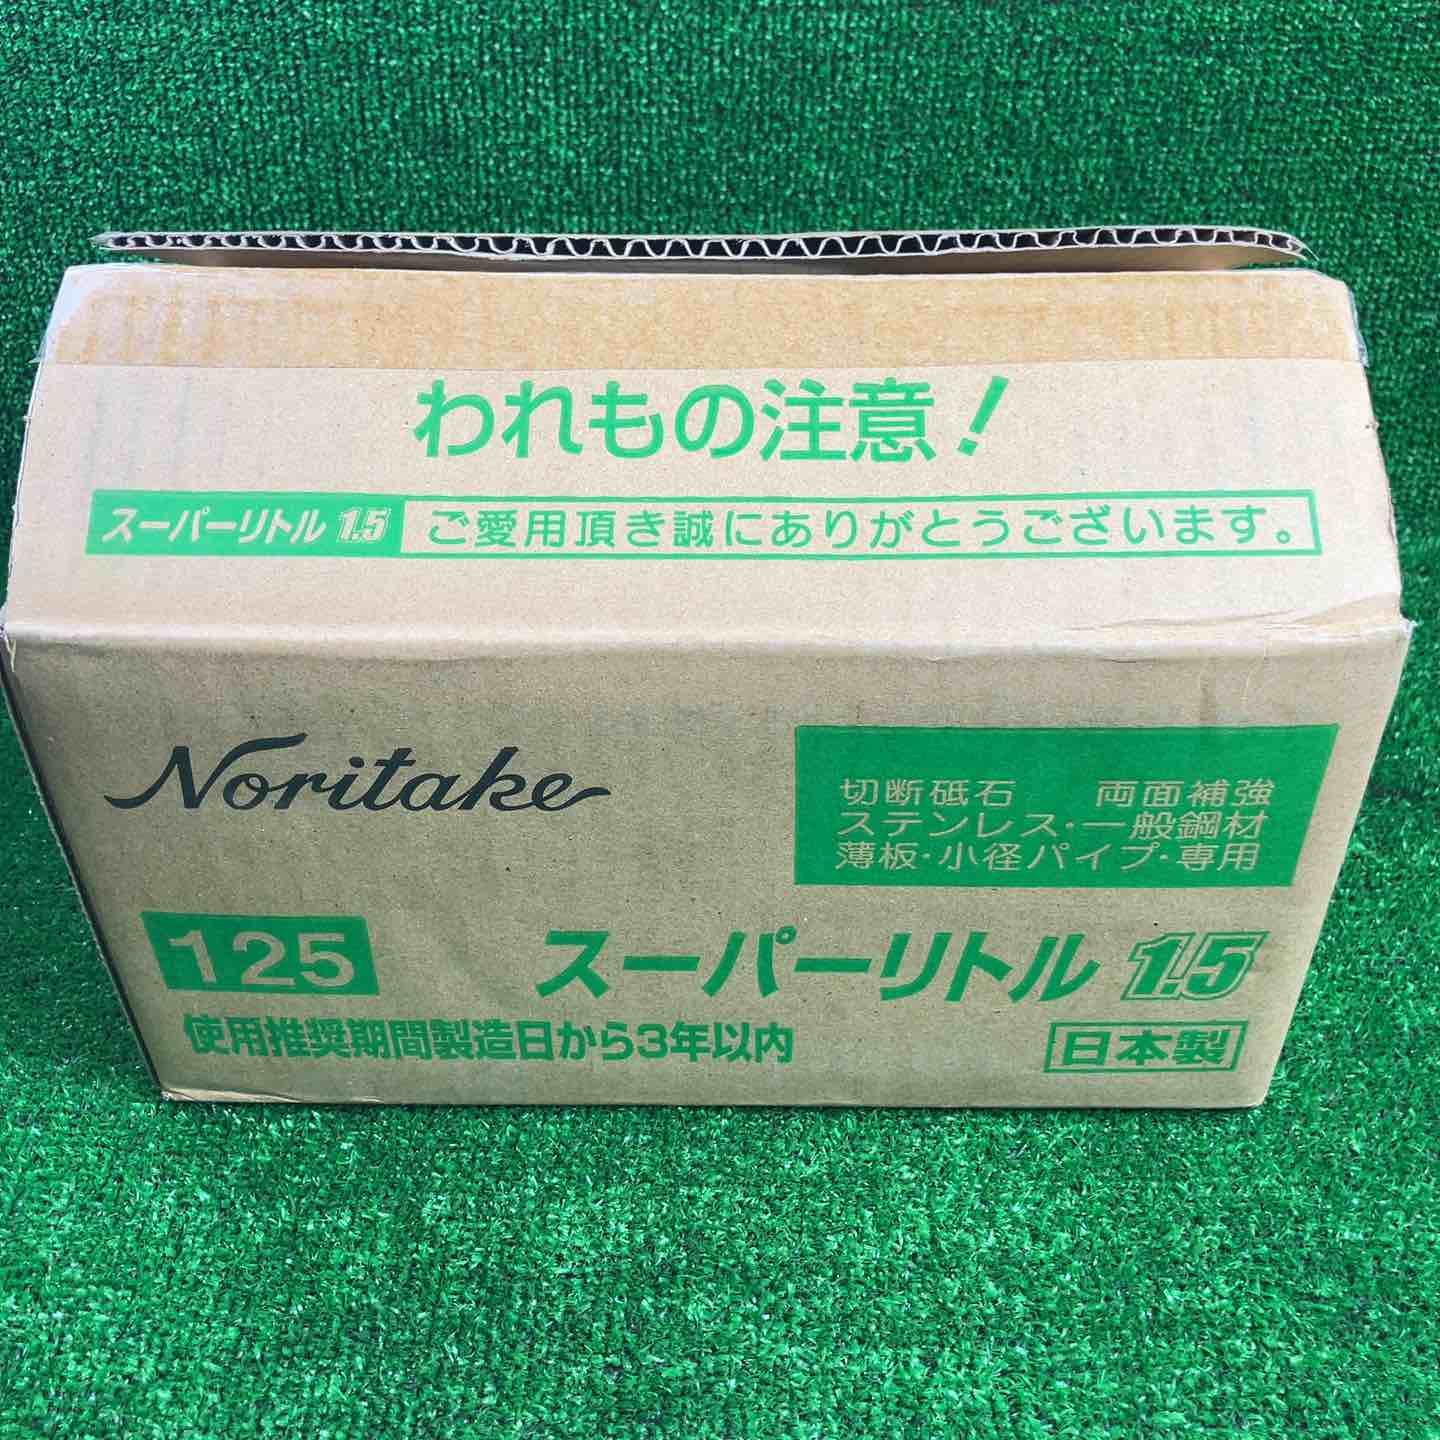 われもの注意!
スーパーリトル 1.5 ご愛用頂き誠にありがとうございます。
Noritake
切断砥石 両面補強
ステンレス・一般鋼材
薄板・小径パイプ・専用
125 スーパーリトル 1.5
使用推奨期間製造日から3年以内 日本製